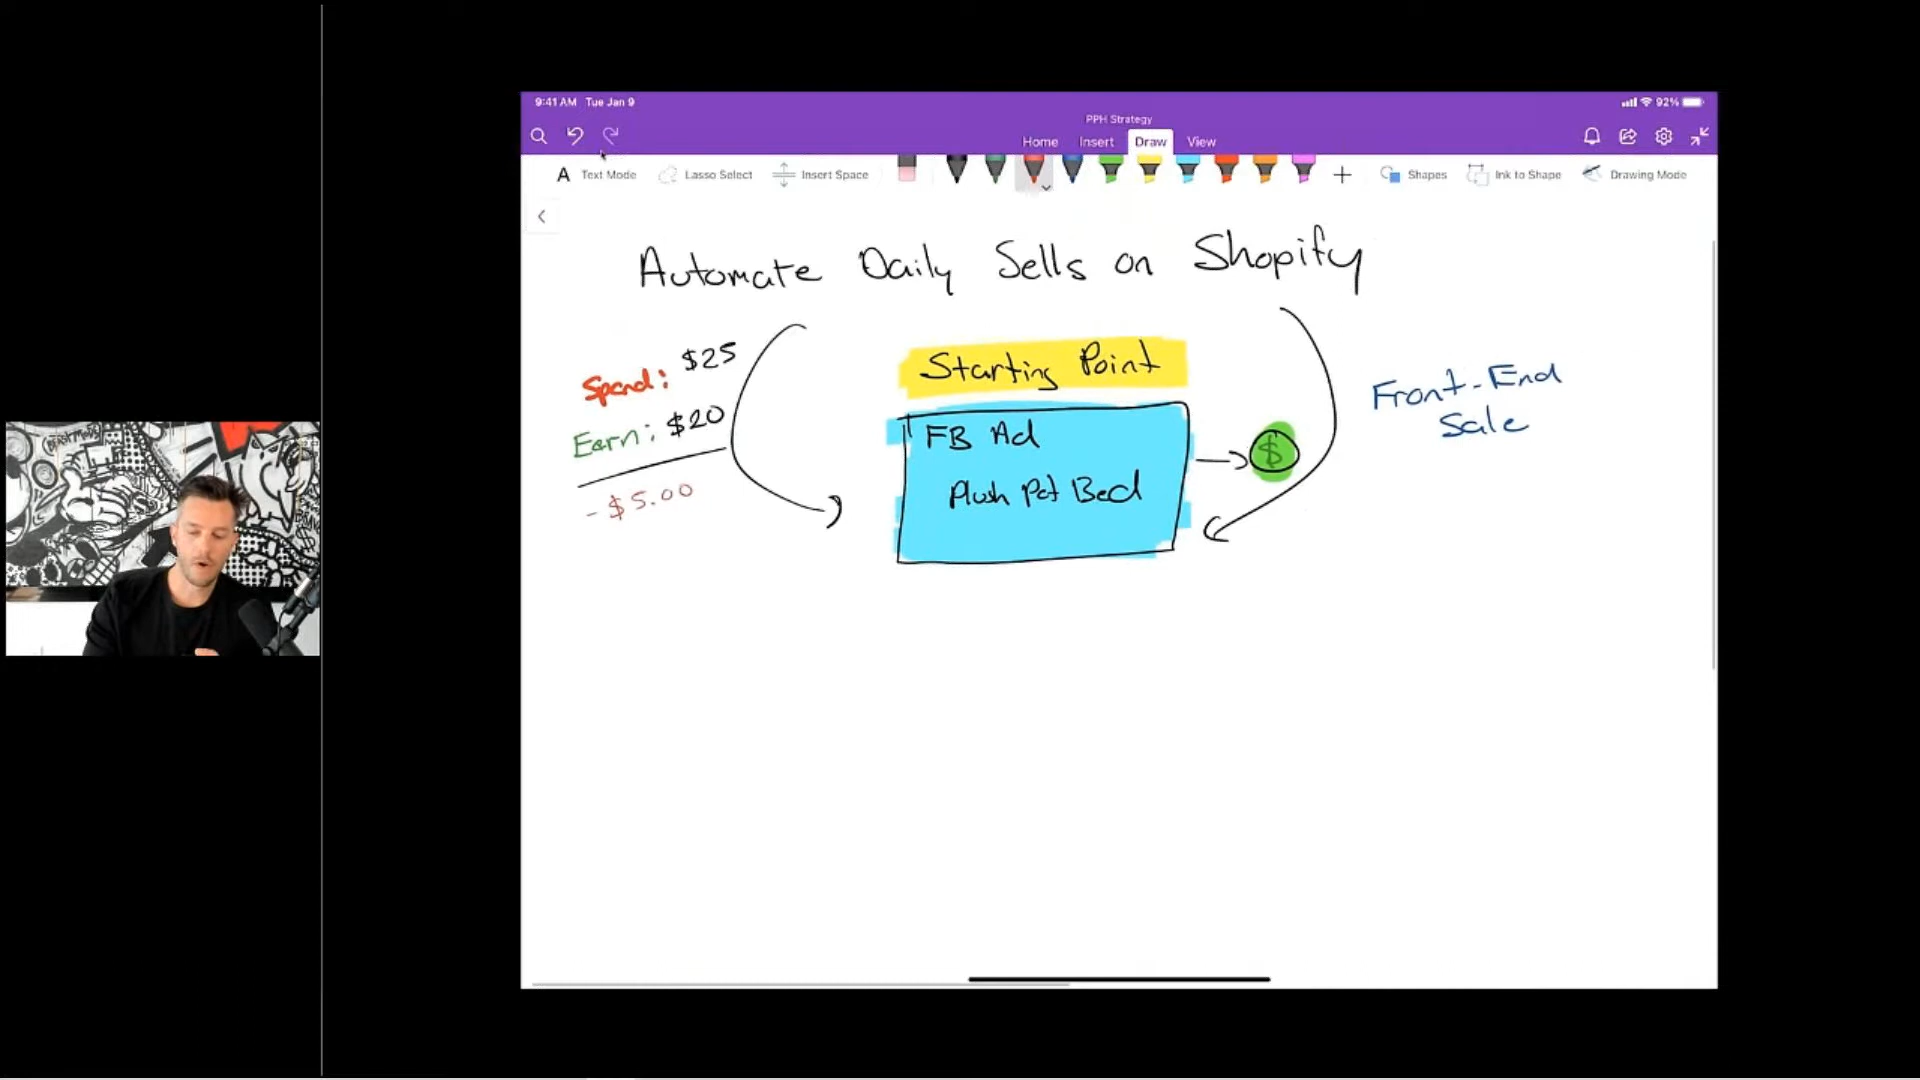 9:41 AM Tue Jan 9
92%
PPH Strategy
Home Insert Draw View
A Text Mode Lasso Select Insert Space + Shapes Ink to Shape Drawing Mode
Automate Daily Sells on Shopify
Spend: $25
Earn: $20
- $5.00
Starting Point
FB Ad
Plush Pet Bed
$
Front-End
Sale